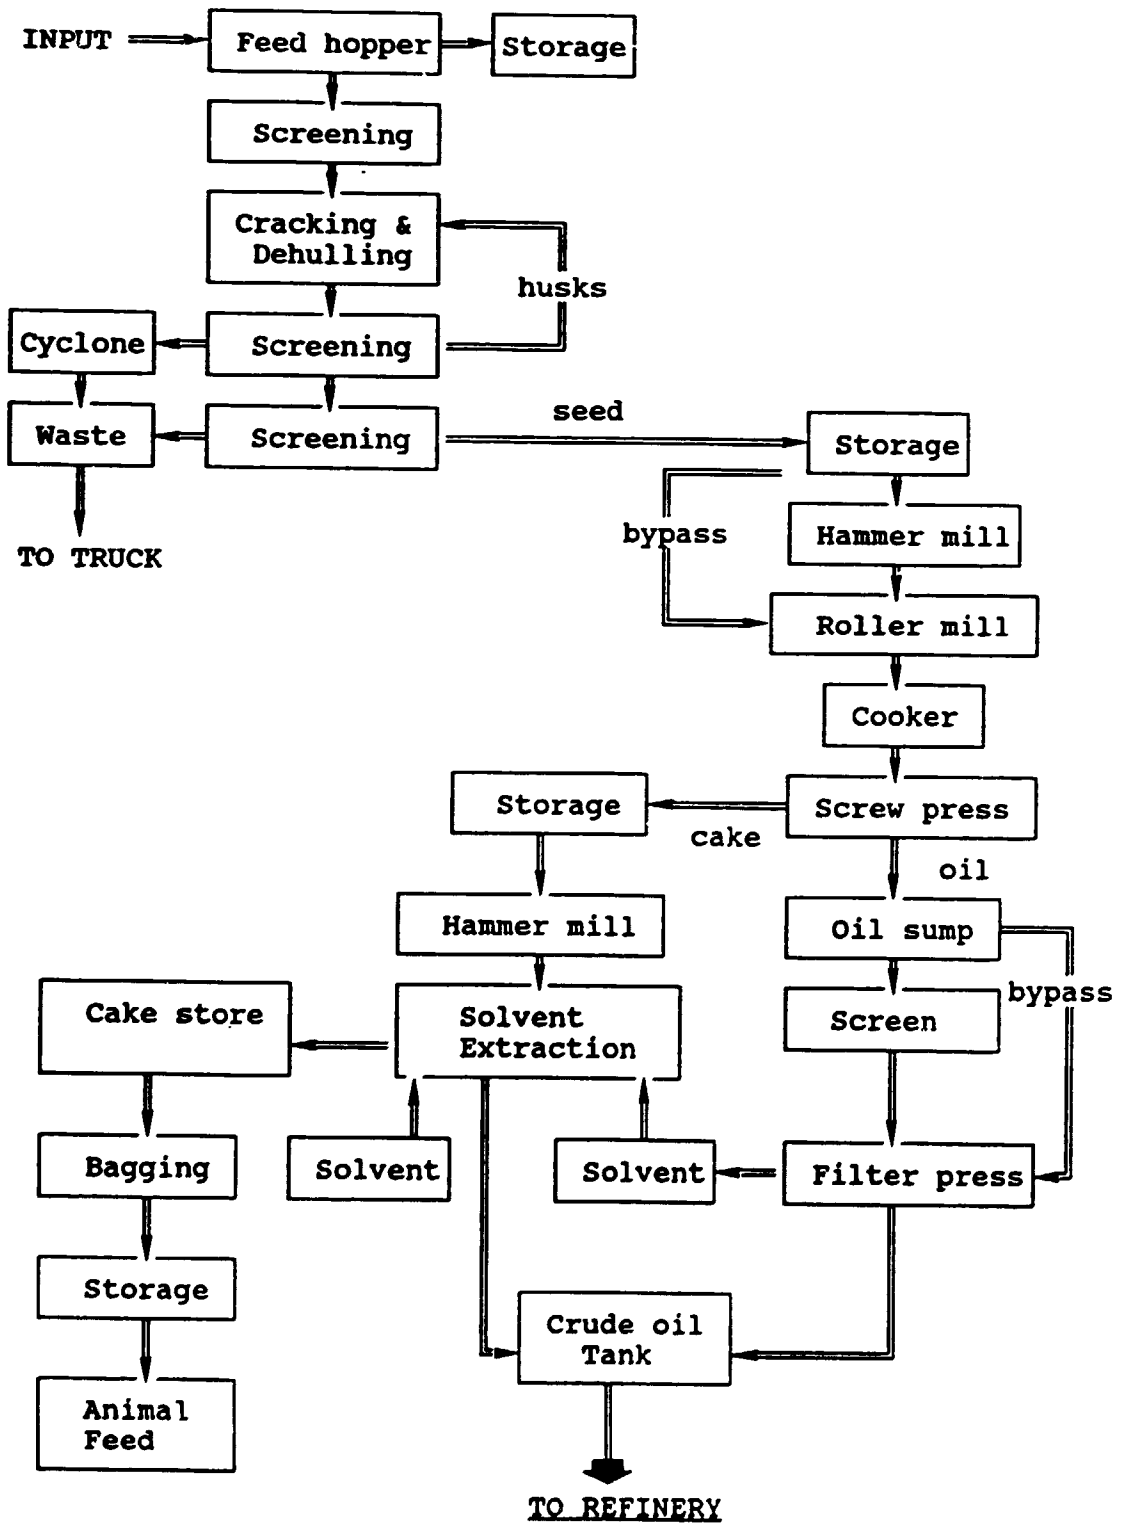 INPUT
Feed hopper
Storage
Screening
Cracking &
Dehulling
husks
Cyclone
Screening
Waste
Screening
seed
Storage
TO TRUCK
bypass
Hammer mill
Roller mill
Cooker
Storage
cake
Screw press
oil
Hammer mill
Oil sump
bypass
Cake store
Solvent
Extraction
Screen
Bagging
Solvent
Solvent
Filter press
Storage
Crude oil
Tank
Animal
Feed
TO REFINERY